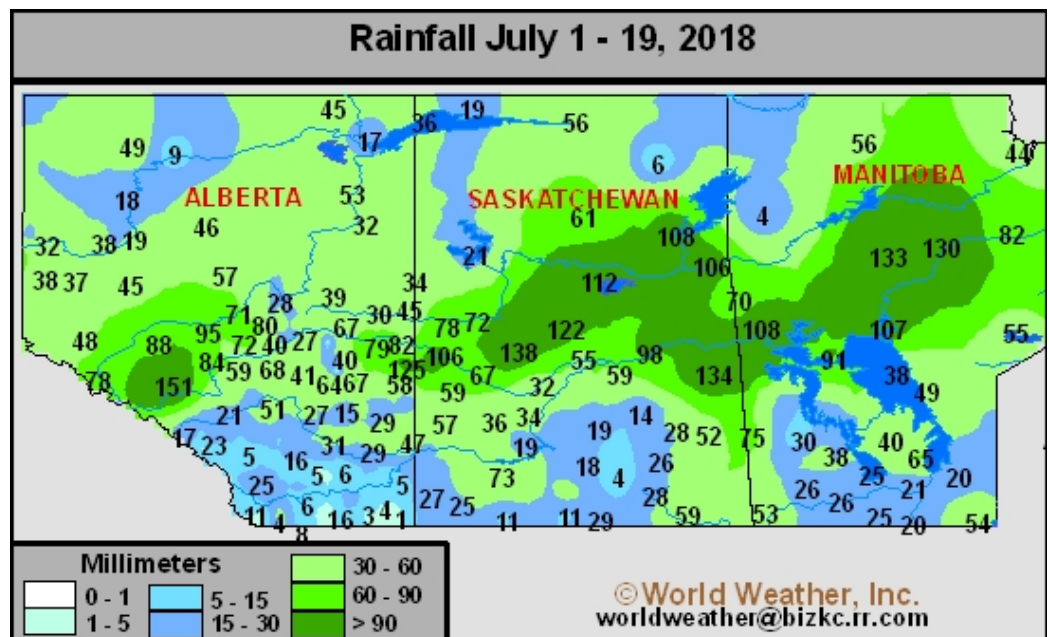 Rainfall July 1 - 19, 2018
45 36 19 56
49 9 17 6 56 44
MANITOBA
18 ALBERTA 53 SASKATCHEWAN
46 32 61 4
32 38 19 21 108 82
133 130
38 37 45 57 34 112 106
28 39 70
71 30 45
48 95 80 67 78 72 122 108 107 55
88 72 40 27 79 82 106 138 55 98 91
84 59 68 41 40 125 67 59 134 38
78 151 64 67 58 59 32 49
21 51 27 15 29 57 36 34 14
17 23 31 29 47 19 19 28 52 75 30 40
5 16 5 6 5 73 18 4 26 38 25 65 20
25 27 25 28 26 26 21
11 4 6 16 3 4 1 11 11 29 59 53 25 20 54
8
Millimeters
0 - 1 5 - 15 30 - 60
1 - 5 15 - 30 60 - 90
> 90
©World Weather, Inc.
worldweather@bizkc.rr.com